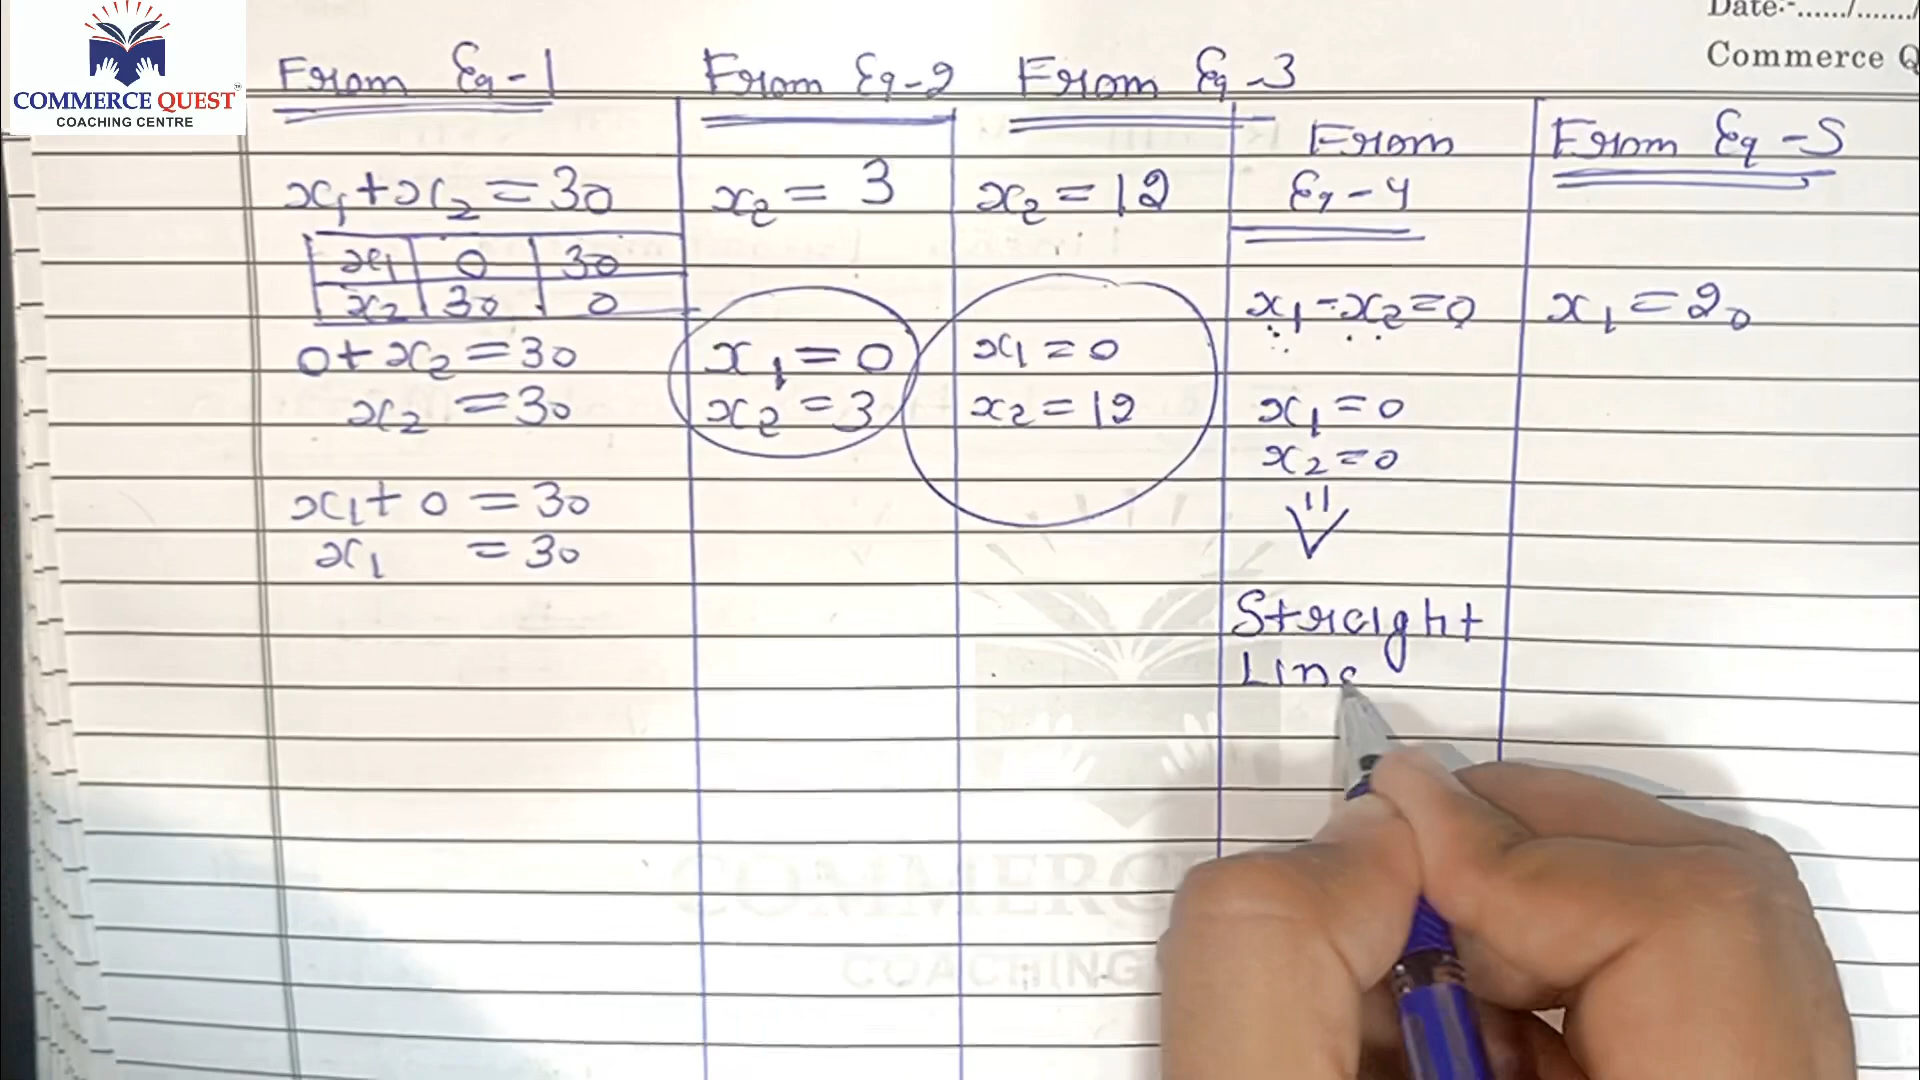 COMMERCE QUEST
COACHING CENTRE
Date:-....../......./
Commerce Q
From Eq-1
x₁+x₂=30
x₁ 0 30
x₂ 30 0
0+x₂=30
x₂=30
x₁+0=30
x₁=30
From Eq-2
x₂=3
x₁=0
x₂=3
From Eq-3
x₂=12
x₁=0
x₂=12
From
Eq-4
x₁-x₂=0
x₁=0
x₂=0
Straight
Line
From Eq-5
x₁=20
COMMERC
COACHING